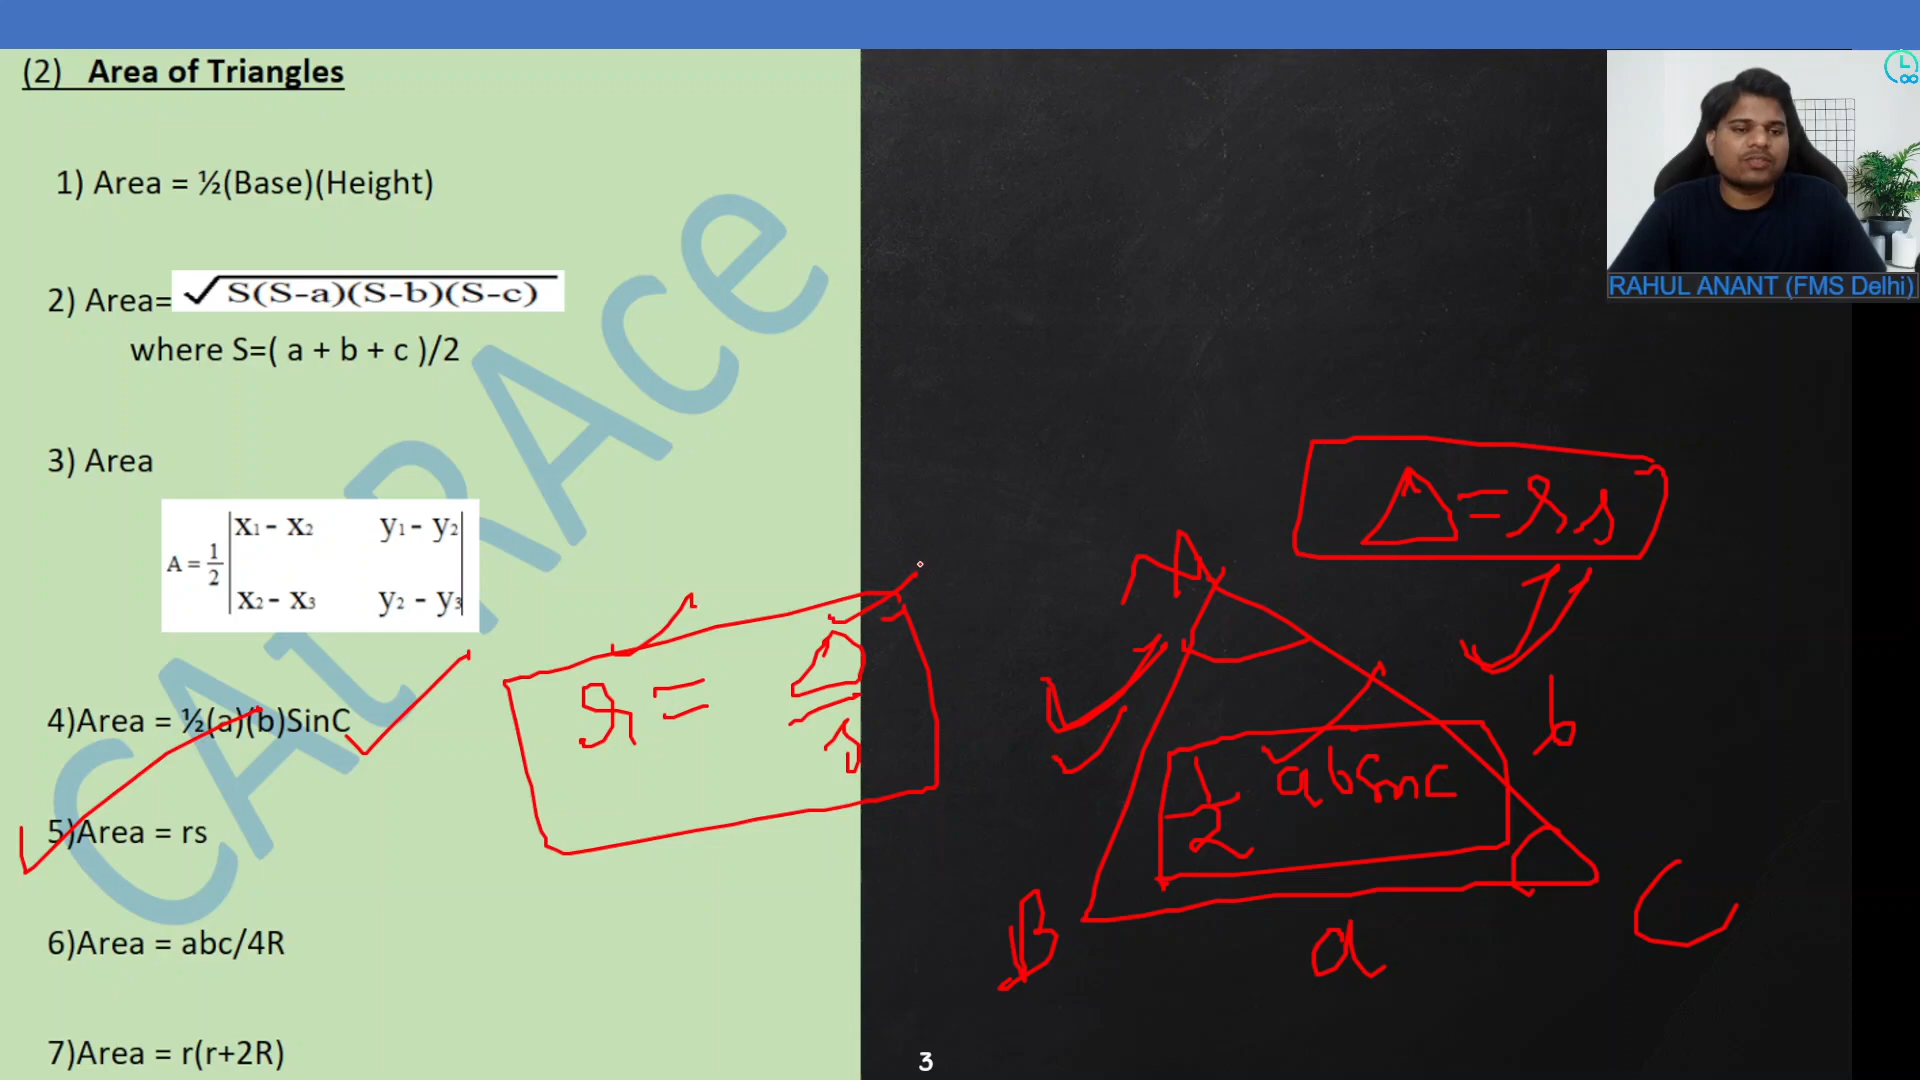 (2) Area of Triangles
1) Area = ½(Base)(Height)
2) Area= √S(S-a)(S-b)(S-c)
where S=( a + b + c )/2
3) Area
A = 1/2 |x1 - x2 y1 - y2|
|x2 - x3 y2 - y3|
4)Area = ½(a)(b)SinC
5)Area = rs
6)Area = abc/4R
7)Area = r(r+2R)
CAtRACe
r = Δ/s
Δ = rs
A
b
1/2 ab sin C
B
a
C
3
RAHUL ANANT (FMS Delhi)